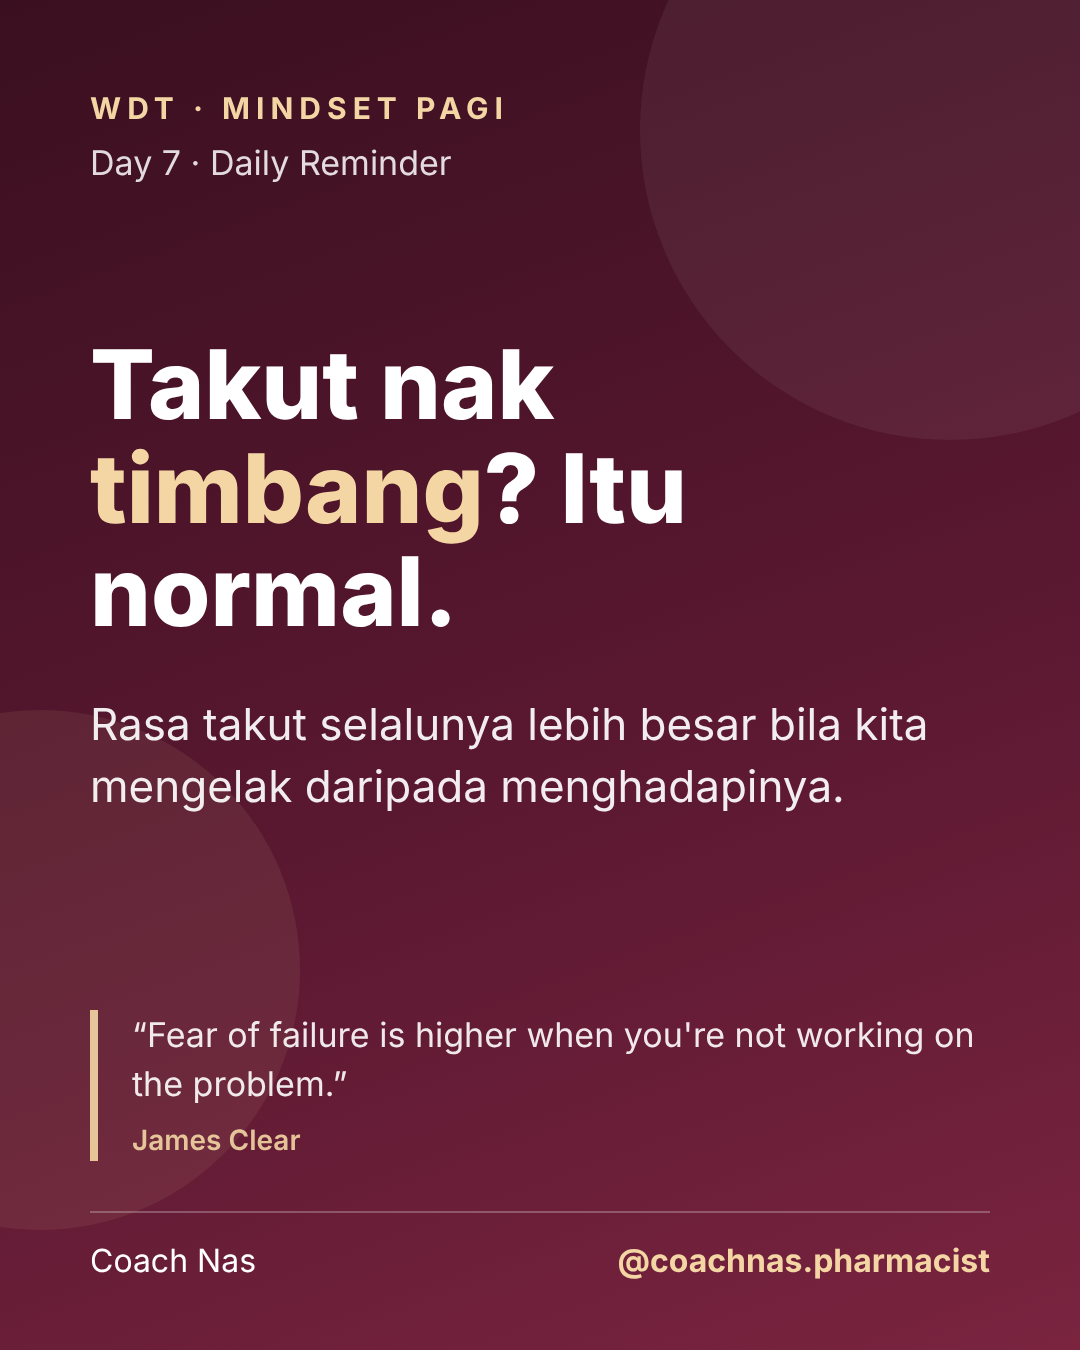 WDT · MINDSET PAGI
Day 7 · Daily Reminder
Takut nak
timbang? Itu
normal.
Rasa takut selalunya lebih besar bila kita
mengelak daripada menghadapinya.
“Fear of failure is higher when you're not working on
the problem.”
James Clear
Coach Nas
@coachnas.pharmacist